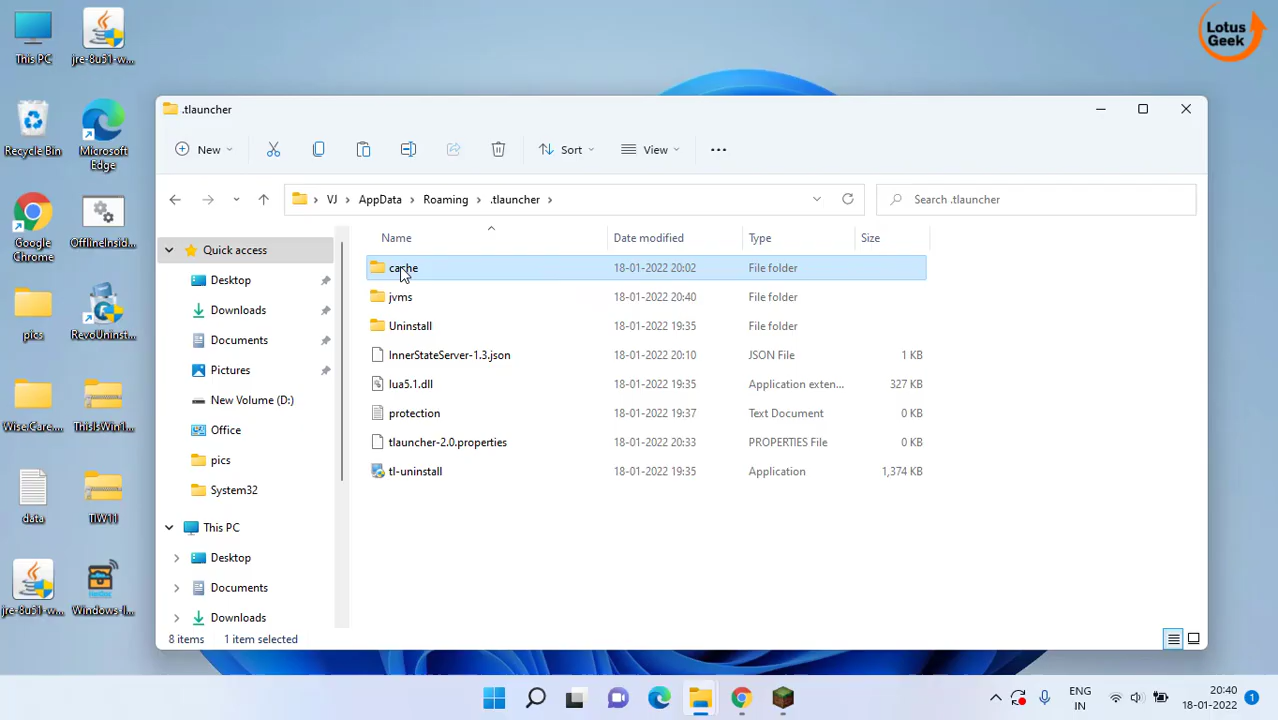 Lotus
Geek
This PC
jre-8u51-w...
Recycle Bin
Microsoft
Edge
Google
Chrome
OfflineInsid...
pics
RevoUninst...
WiseCare....
ThisIsWin1...
data
TIW11
jre-8u51-w...
Windows-I...
.tlauncher
New
Sort
View
VJ
AppData
Roaming
.tlauncher
Search .tlauncher
Name
Date modified
Type
Size
Quick access
Desktop
Downloads
Documents
Pictures
New Volume (D:)
Office
pics
System32
This PC
Desktop
Documents
Downloads
cache 18-01-2022 20:02 File folder
jvms 18-01-2022 20:40 File folder
Uninstall 18-01-2022 19:35 File folder
InnerStateServer-1.3.json 18-01-2022 20:10 JSON File 1 KB
lua5.1.dll 18-01-2022 19:35 Application exten... 327 KB
protection 18-01-2022 19:37 Text Document 0 KB
tlauncher-2.0.properties 18-01-2022 20:33 PROPERTIES File 0 KB
tl-uninstall 18-01-2022 19:35 Application 1,374 KB
8 items
1 item selected
ENG
IN
20:40
18-01-2022
1